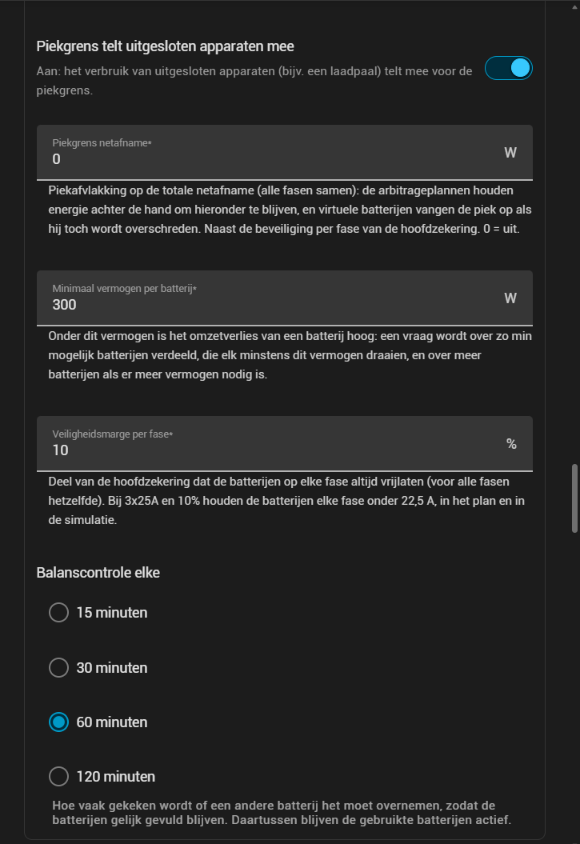 Piekgrens telt uitgesloten apparaten mee
Aan: het verbruik van uitgesloten apparaten (bijv. een laadpaal) telt mee voor de
piekgrens.
Piekgrens netafname*
0
W
Piekafvlakking op de totale netafname (alle fasen samen): de arbitrageplannen houden
energie achter de hand om hieronder te blijven, en virtuele batterijen vangen de piek op als
hij toch wordt overschreden. Naast de beveiliging per fase van de hoofdzekering. 0 = uit.
Minimaal vermogen per batterij*
300
W
Onder dit vermogen is het omzetverlies van een batterij hoog: een vraag wordt over zo min
mogelijk batterijen verdeeld, die elk minstens dit vermogen draaien, en over meer
batterijen als er meer vermogen nodig is.
Veiligheidsmarge per fase*
10
%
Deel van de hoofdzekering dat de batterijen op elke fase altijd vrijlaten (voor alle fasen
hetzelfde). Bij 3x25A en 10% houden de batterijen elke fase onder 22,5 A, in het plan en in
de simulatie.
Balanscontrole elke
15 minuten
30 minuten
60 minuten
120 minuten
Hoe vaak gekeken wordt of een andere batterij het moet overnemen, zodat de
batterijen gelijk gevuld blijven. Daartussen blijven de gebruikte batterijen actief.